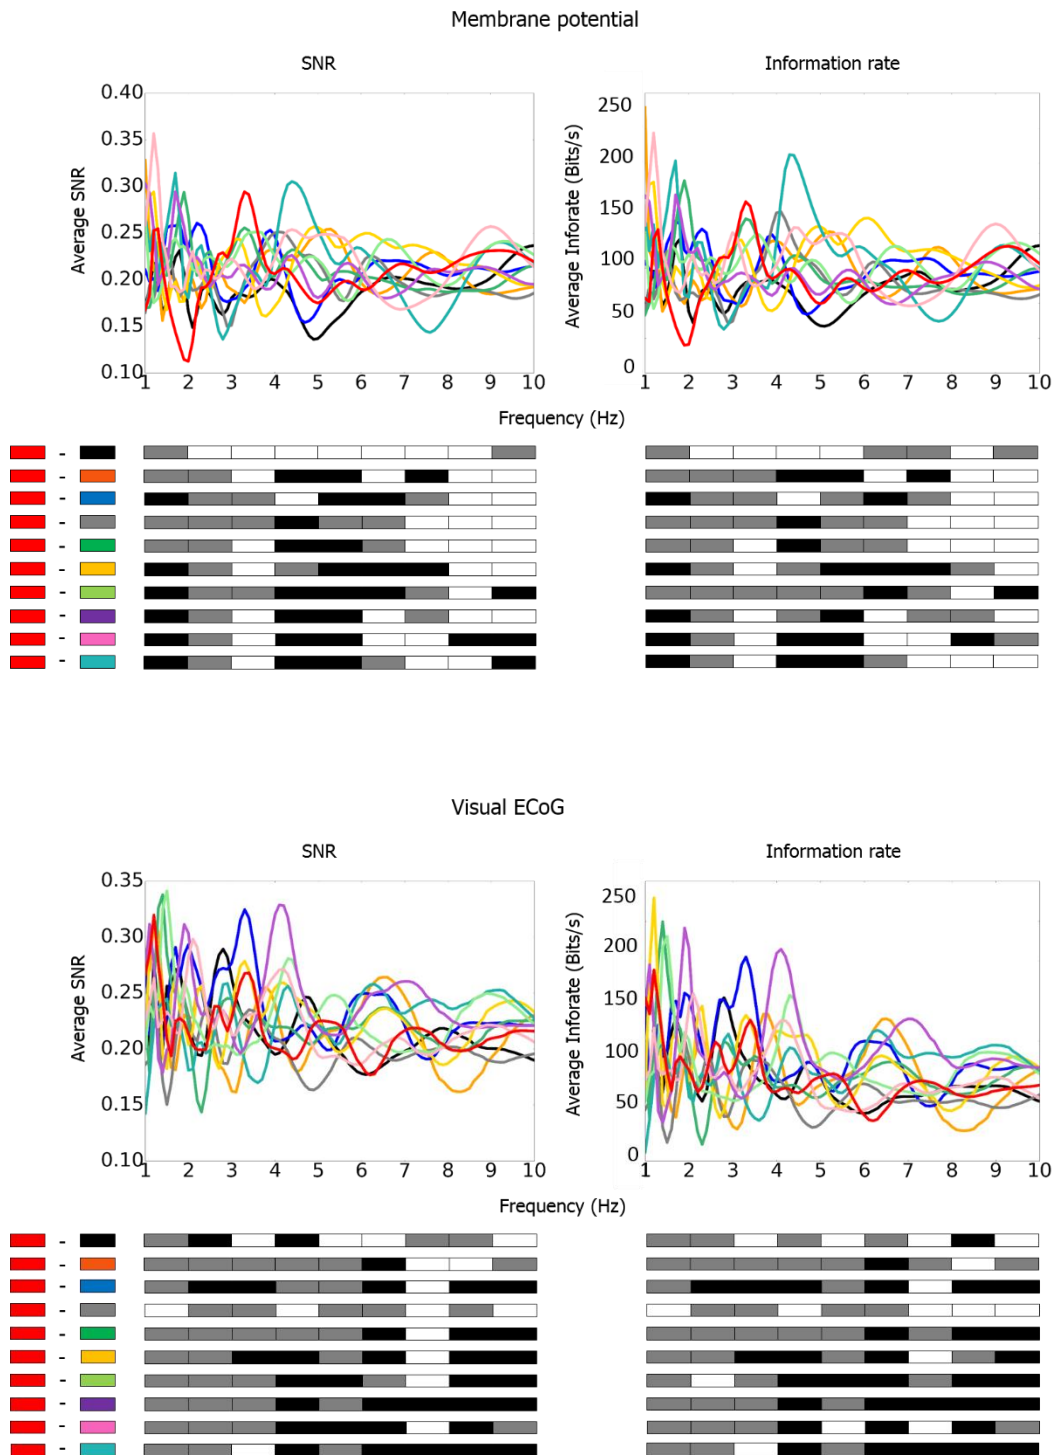 Membrane potential
SNR
Information rate
Average SNR
0.40
0.35
0.30
0.25
0.20
0.15
0.10
1 2 3 4 5 6 7 8 9 10
Average Inforate (Bits/s)
250
200
150
100
50
0
1 2 3 4 5 6 7 8 9 10
Frequency (Hz)
-
-
-
-
-
-
-
-
-
-
Visual ECoG
SNR
Information rate
Average SNR
0.35
0.30
0.25
0.20
0.15
0.10
1 2 3 4 5 6 7 8 9 10
Average Inforate (Bits/s)
250
200
150
100
50
0
1 2 3 4 5 6 7 8 9 10
Frequency (Hz)
-
-
-
-
-
-
-
-
-
-